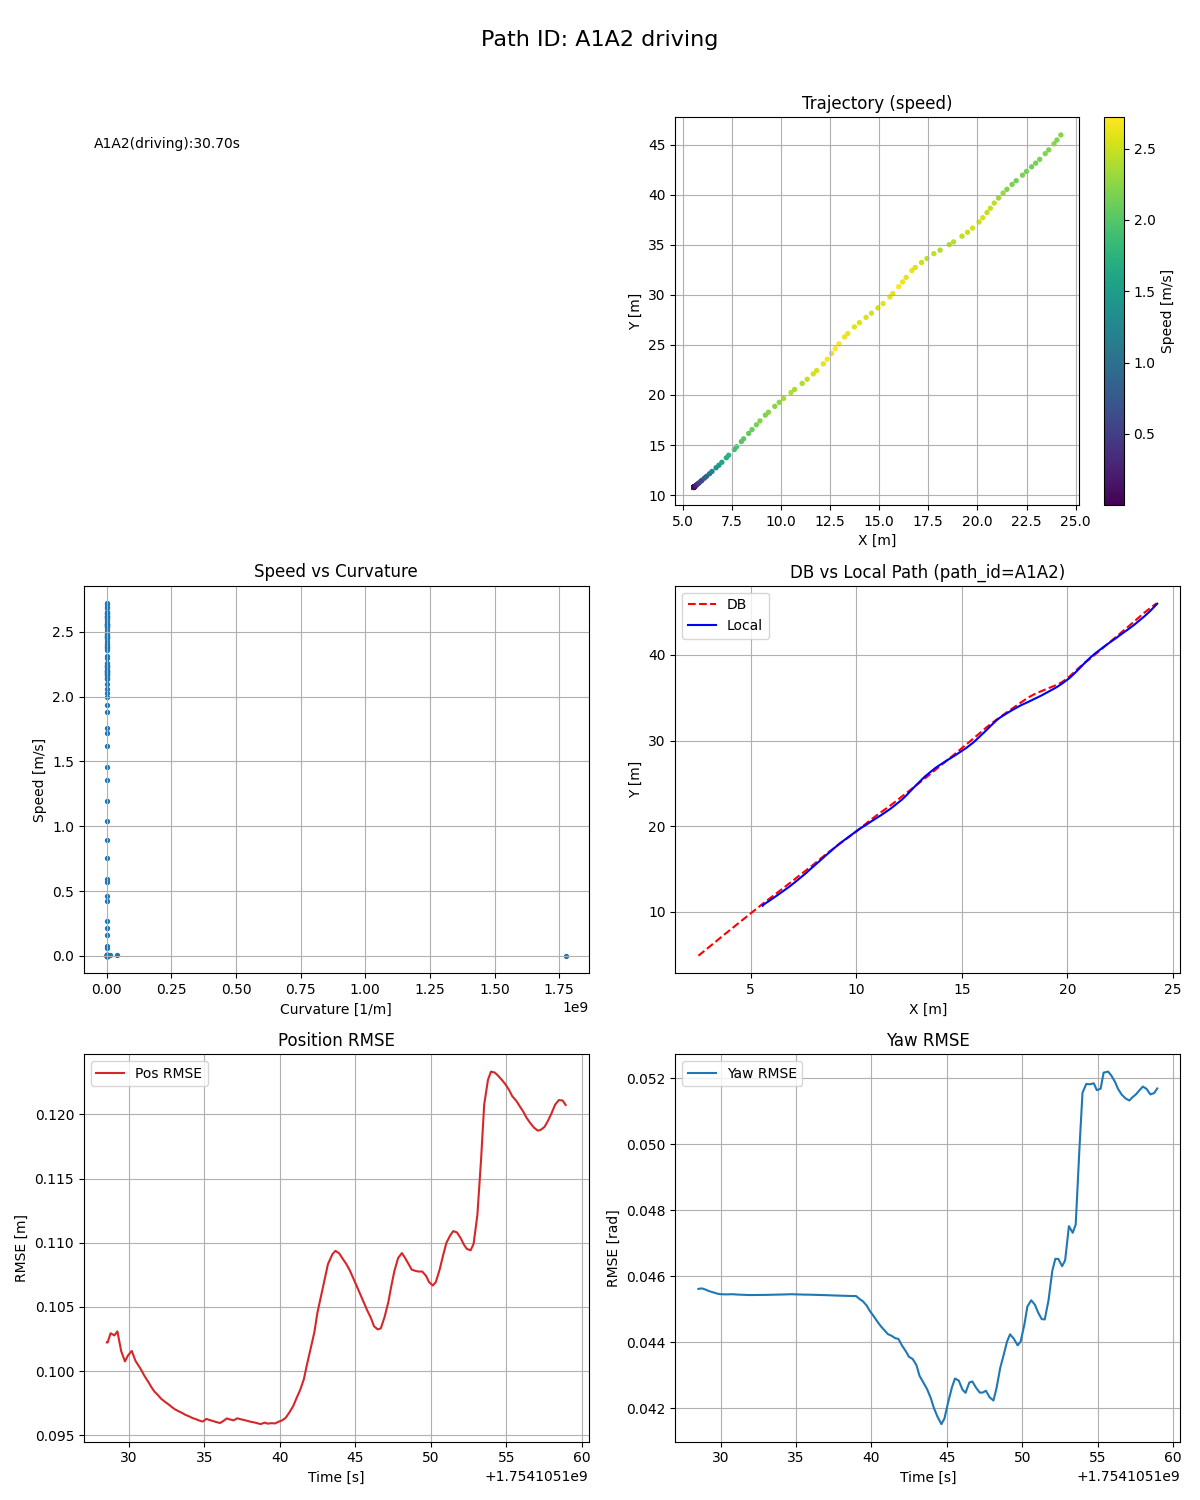 Path ID: A1A2 driving
A1A2(driving):30.70s
Trajectory (speed)
45
40
35
30
25
20
15
10
Y [m]
5.0 7.5 10.0 12.5 15.0 17.5 20.0 22.5 25.0
X [m]
2.5
2.0
1.5
1.0
0.5
Speed [m/s]
Speed vs Curvature
2.5
2.0
1.5
1.0
0.5
0.0
Speed [m/s]
0.00 0.25 0.50 0.75 1.00 1.25 1.50 1.75
1e9
Curvature [1/m]
DB vs Local Path (path_id=A1A2)
DB
Local
40
30
20
10
Y [m]
5 10 15 20 25
X [m]
Position RMSE
Pos RMSE
0.120
0.115
0.110
0.105
0.100
0.095
RMSE [m]
30 35 40 45 50 55 60
Time [s]
+1.7541051e9
Yaw RMSE
Yaw RMSE
0.052
0.050
0.048
0.046
0.044
0.042
RMSE [rad]
30 35 40 45 50 55 60
Time [s]
+1.7541051e9